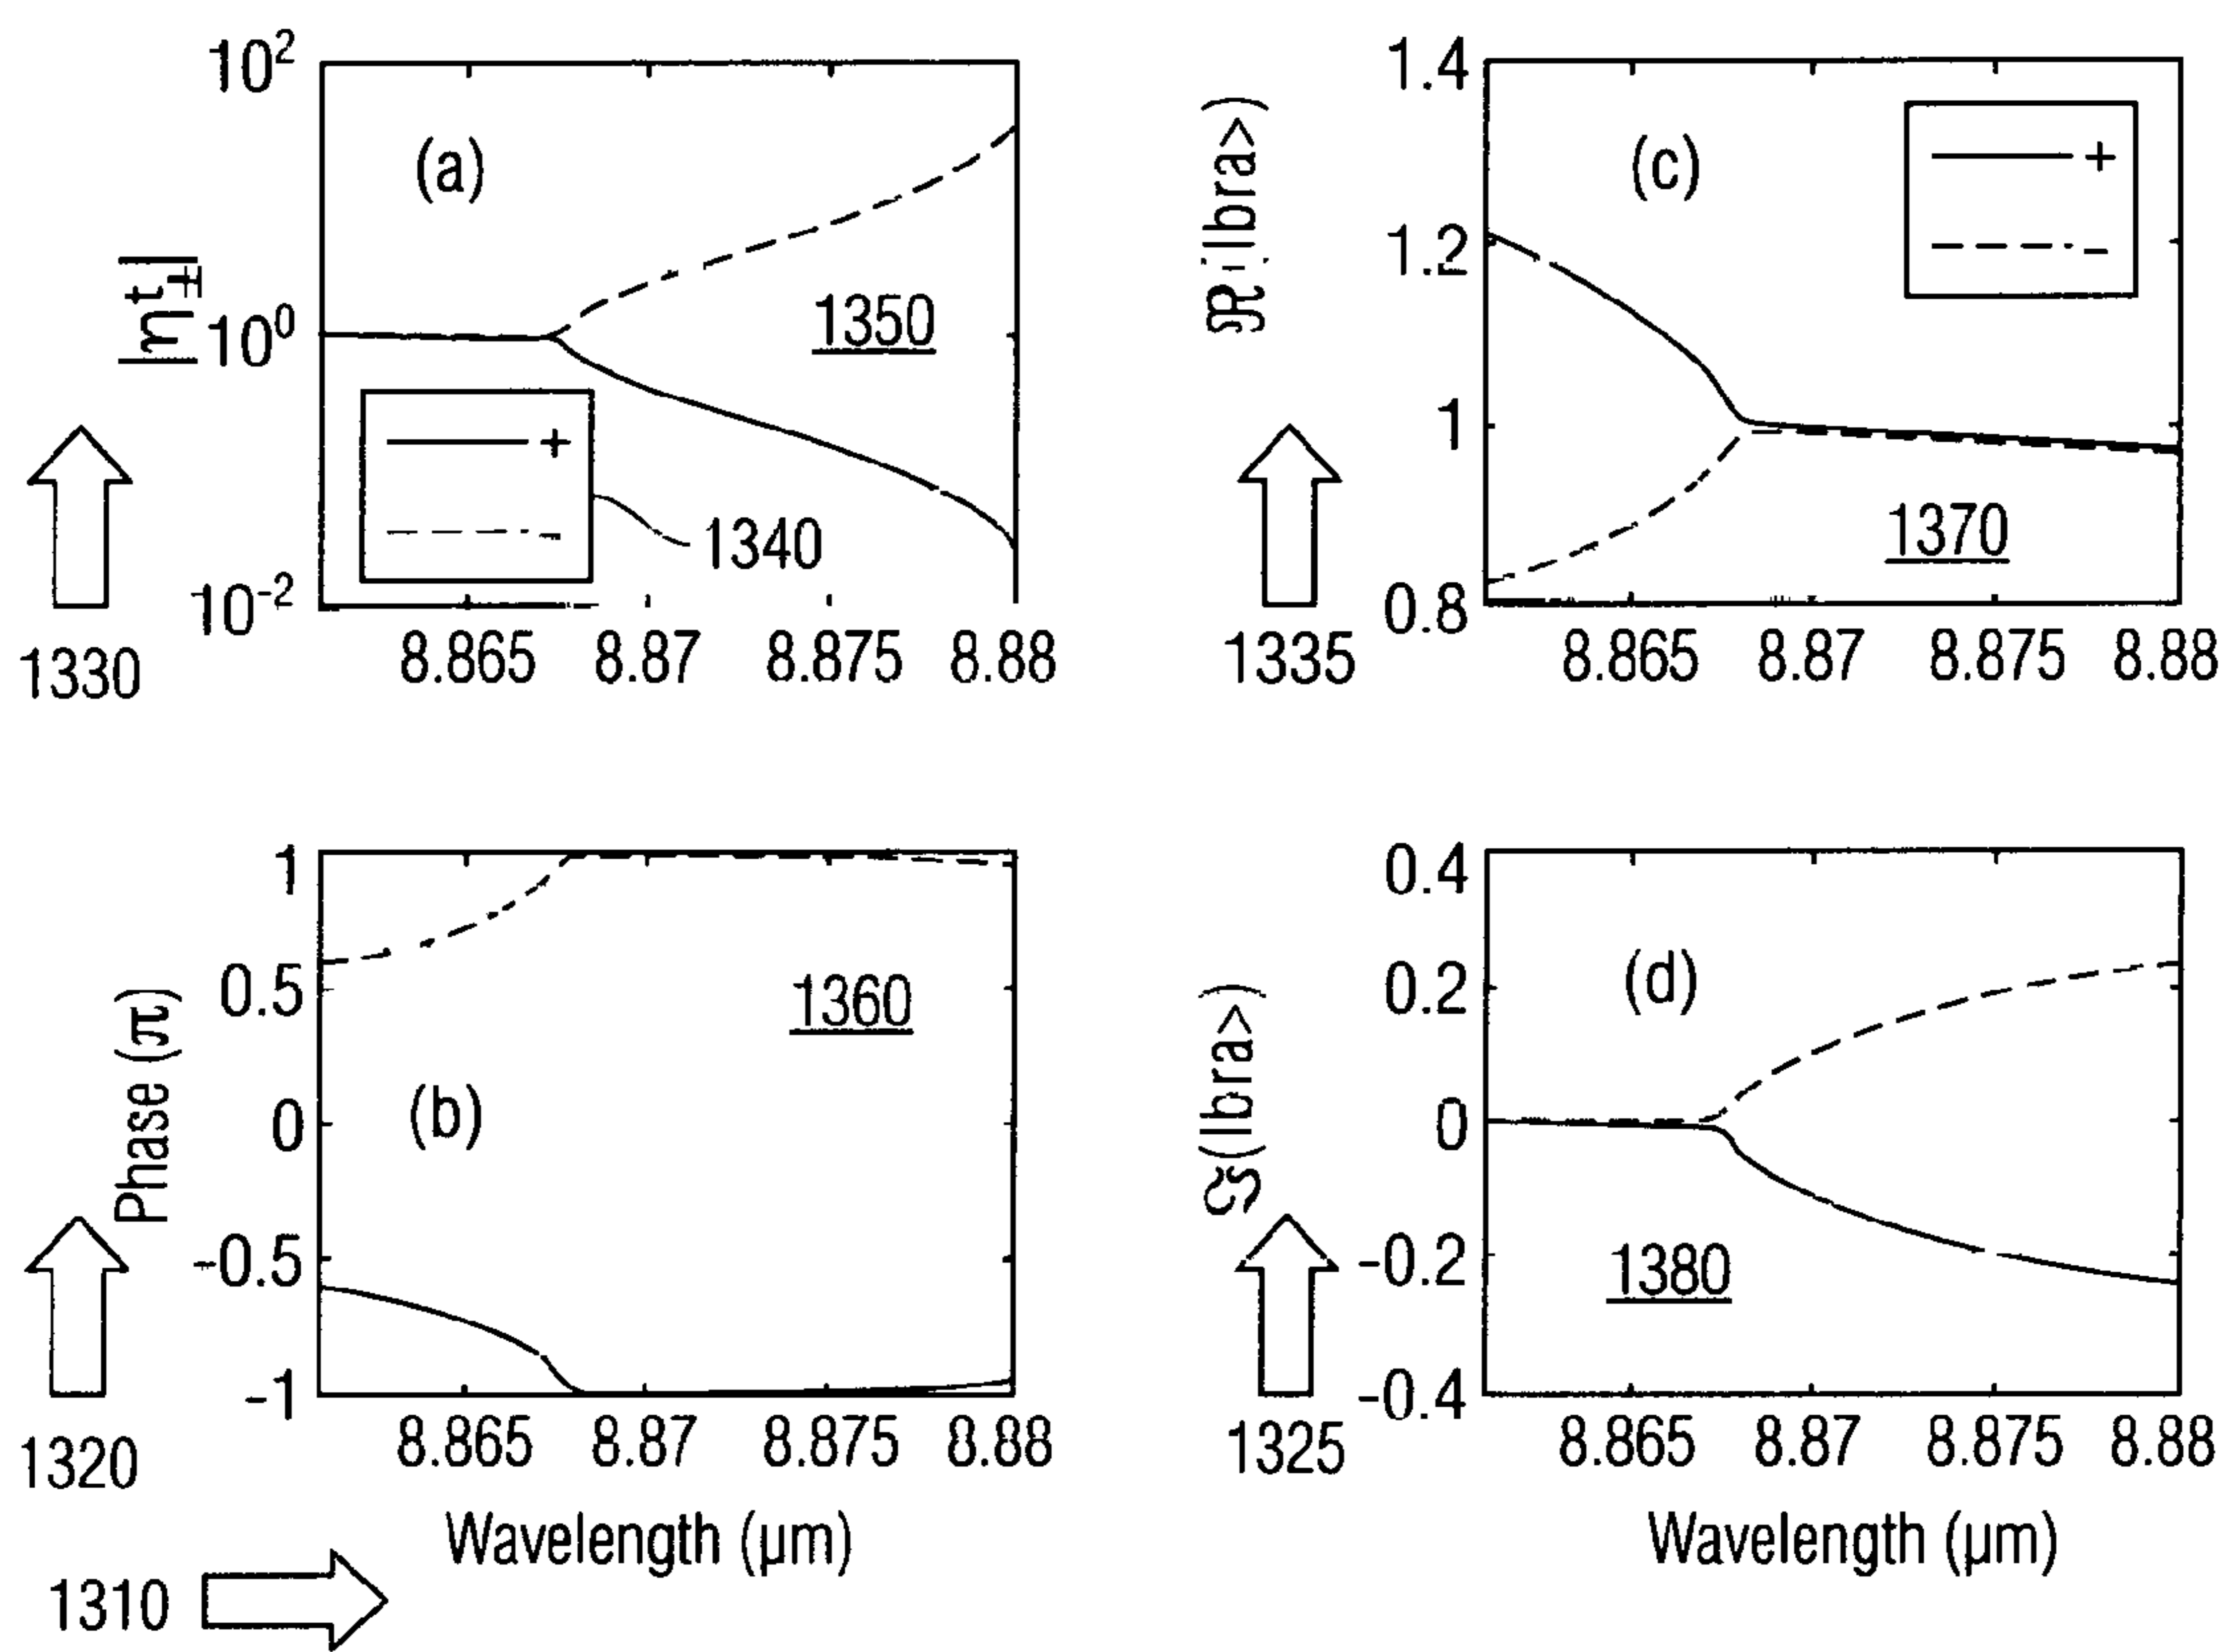 10²
(a)
|η^t_±|
10⁰
1350
+
-
1340
10⁻²
1330
8.865 8.87 8.875 8.88
1.4
(c)
+
-
1.2
1
1370
0.8
1335
8.865 8.87 8.875 8.88
1
0.5
1360
Phase (π)
0
(b)
-0.5
-1
1320
8.865 8.87 8.875 8.88
Wavelength (µm)
1310
0.4
0.2
(d)
ℑ(lbra>)
0
-0.2
1380
-0.4
1325
8.865 8.87 8.875 8.88
Wavelength (µm)